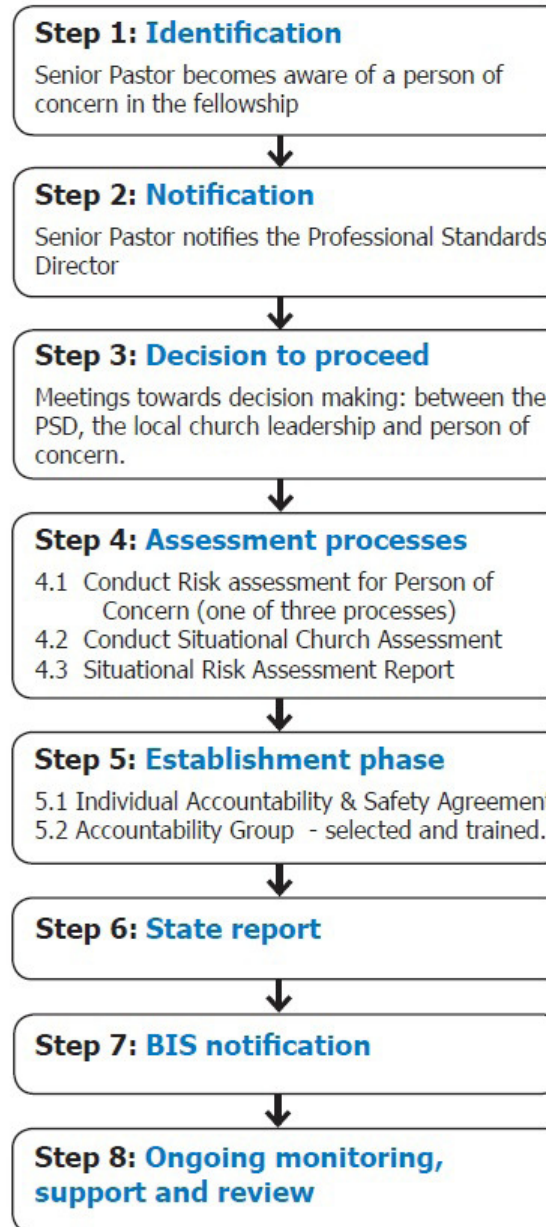 Step 1: Identification
Senior Pastor becomes aware of a person of
concern in the fellowship
Step 2: Notification
Senior Pastor notifies the Professional Standards
Director
Step 3: Decision to proceed
Meetings towards decision making: between the
PSD, the local church leadership and person of
concern.
Step 4: Assessment processes
4.1 Conduct Risk assessment for Person of
Concern (one of three processes)
4.2 Conduct Situational Church Assessment
4.3 Situational Risk Assessment Report
Step 5: Establishment phase
5.1 Individual Accountability & Safety Agreement
5.2 Accountability Group - selected and trained.
Step 6: State report
Step 7: BIS notification
Step 8: Ongoing monitoring,
support and review